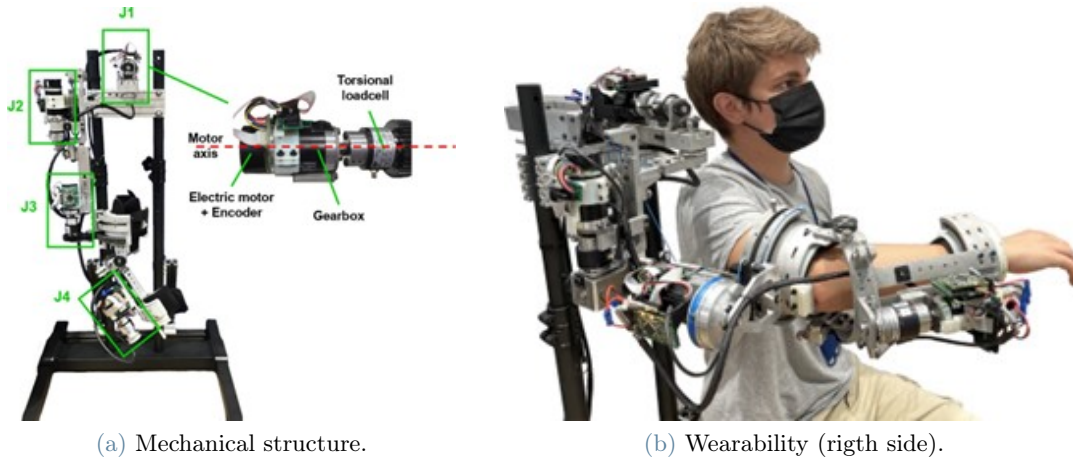 J1
J2
Torsional
loadcell
Motor
axis
J3
Electric motor
+ Encoder
Gearbox
J4
(a) Mechanical structure.
(b) Wearability (rigth side).